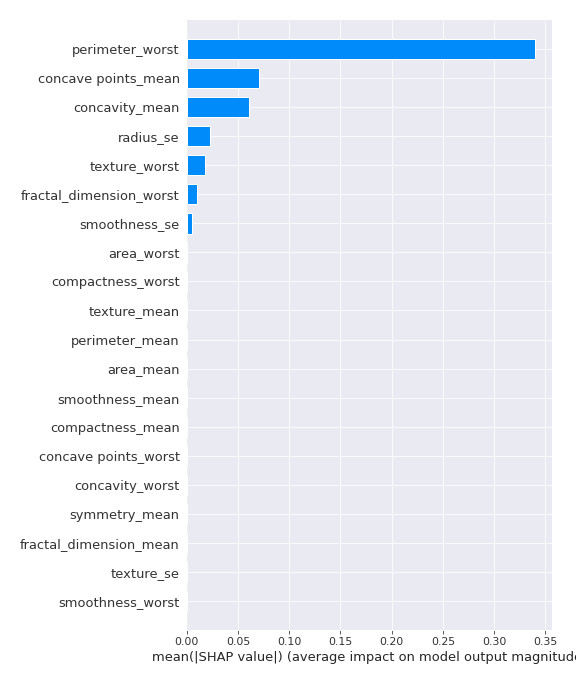 perimeter_worst
concave points_mean
concavity_mean
radius_se
texture_worst
fractal_dimension_worst
smoothness_se
area_worst
compactness_worst
texture_mean
perimeter_mean
area_mean
smoothness_mean
compactness_mean
concave points_worst
concavity_worst
symmetry_mean
fractal_dimension_mean
texture_se
smoothness_worst
0.00 0.05 0.10 0.15 0.20 0.25 0.30 0.35
mean(|SHAP value|) (average impact on model output magnitude